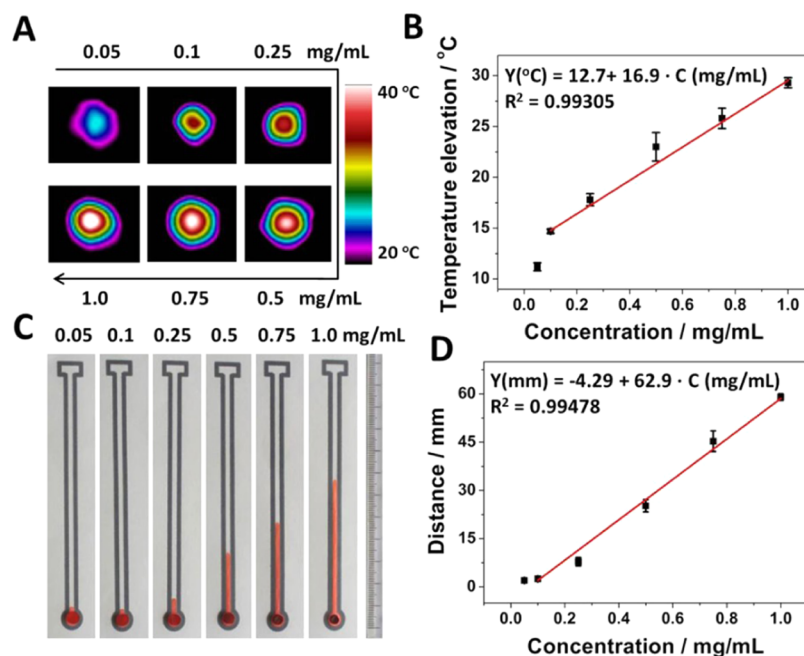 A
0.05 0.1 0.25 mg/mL
40 °C
20 °C
1.0 0.75 0.5 mg/mL
B
Y(°C) = 12.7+ 16.9 · C (mg/mL)
R² = 0.99305
Temperature elevation / °C
30
25
20
15
10
0.0 0.2 0.4 0.6 0.8 1.0
Concentration / mg/mL
C
0.05 0.1 0.25 0.5 0.75 1.0 mg/mL
D
Y(mm) = -4.29 + 62.9 · C (mg/mL)
R² = 0.99478
Distance / mm
60
45
30
15
0
0.0 0.2 0.4 0.6 0.8 1.0
Concentration / mg/mL